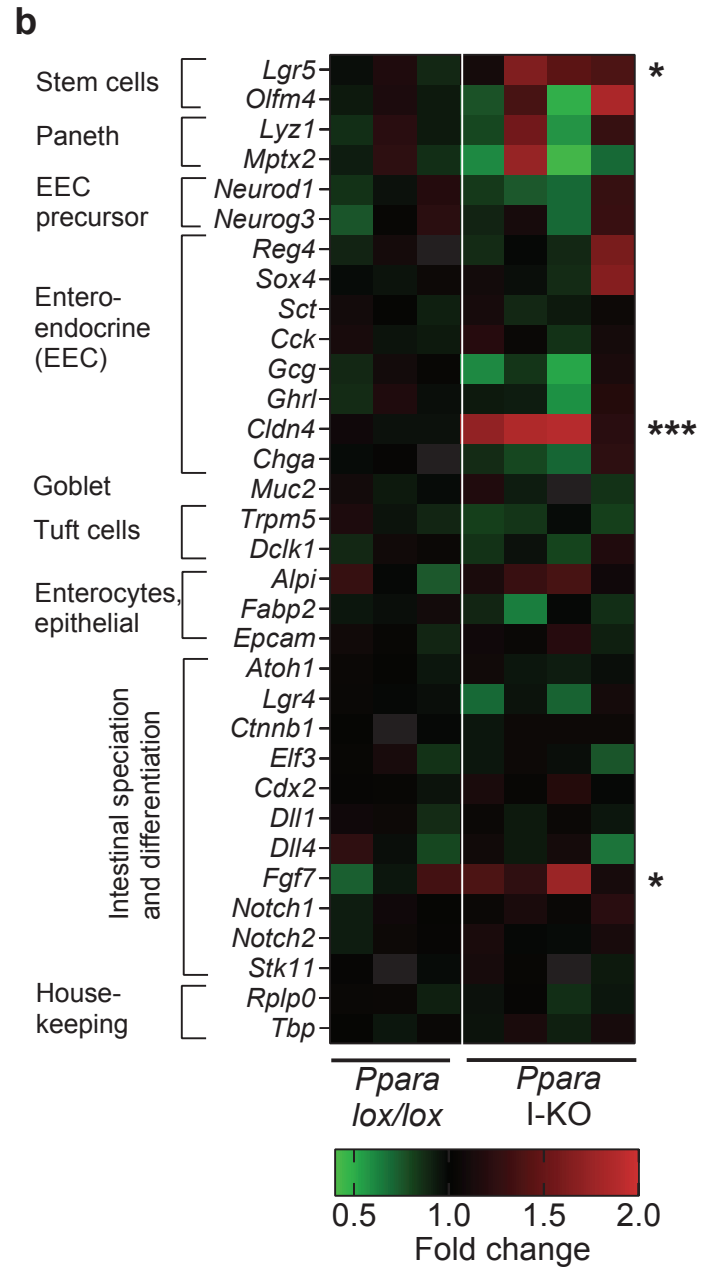 b
Stem cells
Lgr5
*
Olfm4
Paneth
Lyz1
Mptx2
EEC
precursor
Neurod1
Neurog3
Entero-
endocrine
(EEC)
Reg4
Sox4
Sct
Cck
Gcg
Ghrl
Cldn4
***
Chga
Goblet
Muc2
Tuft cells
Trpm5
Dclk1
Enterocytes,
epithelial
Alpi
Fabp2
Epcam
Intestinal speciation
and differentiation
Atoh1
Lgr4
Ctnnb1
Elf3
Cdx2
Dll1
Dll4
Fgf7
*
Notch1
Notch2
Stk11
House-
keeping
Rplp0
Tbp
Ppara
lox/lox
Ppara
I-KO
0.5 1.0 1.5 2.0
Fold change